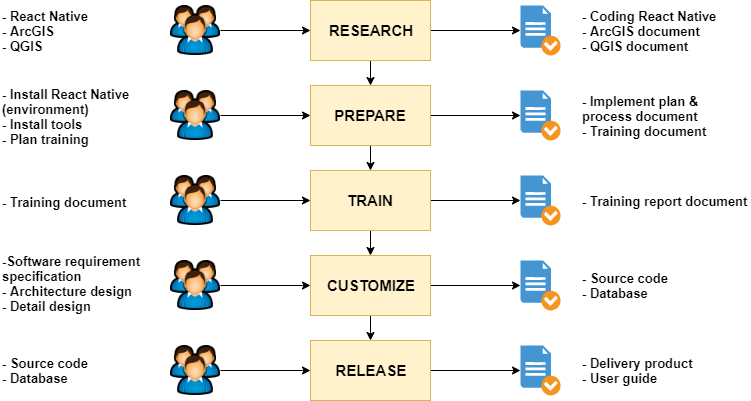 - React Native
- ArcGIS
- QGIS
RESEARCH
- Coding React Native
- ArcGIS document
- QGIS document
- Install React Native
(environment)
- Install tools
- Plan training
PREPARE
- Implement plan &
process document
- Training document
- Training document
TRAIN
- Training report document
-Software requirement
specification
- Architecture design
- Detail design
CUSTOMIZE
- Source code
- Database
- Source code
- Database
RELEASE
- Delivery product
- User guide